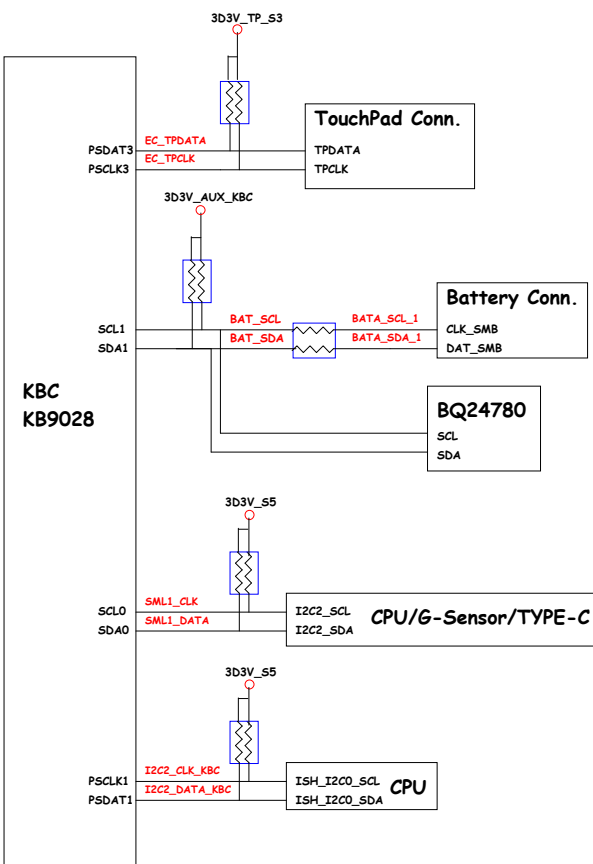 3D3V_TP_S3
TouchPad Conn.
EC_TPDATA
PSDAT3
TPDATA
EC_TPCLK
PSCLK3
TPCLK
3D3V_AUX_KBC
Battery Conn.
BAT_SCL
BATA_SCL_1
SCL1
CLK_SMB
BAT_SDA
BATA_SDA_1
SDA1
DAT_SMB
KBC
KB9028
BQ24780
SCL
SDA
3D3V_S5
SML1_CLK
SCL0
I2C2_SCL
CPU/G-Sensor/TYPE-C
SML1_DATA
SDA0
I2C2_SDA
3D3V_S5
I2C2_CLK_KBC
PSCLK1
ISH_I2C0_SCL
CPU
I2C2_DATA_KBC
PSDAT1
ISH_I2C0_SDA